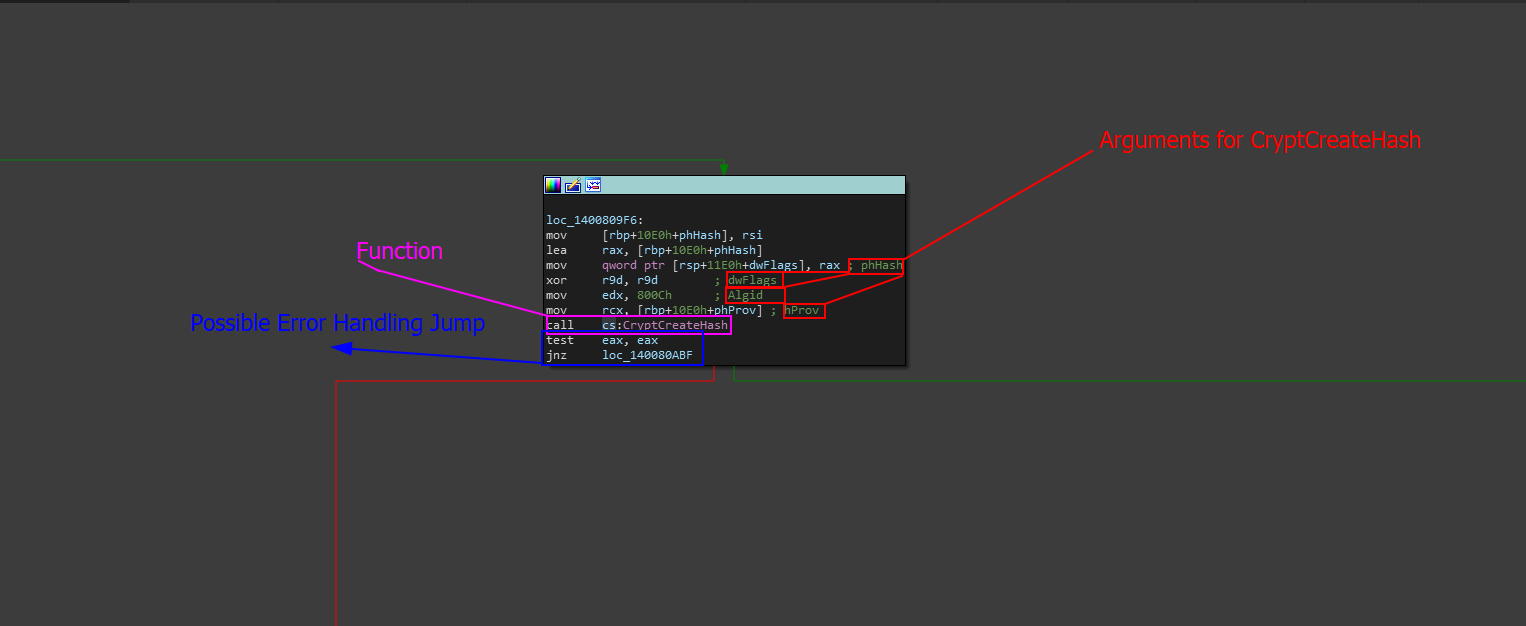 Arguments for CryptCreateHash
loc_1400809F6:
mov [rbp+10E0h+phHash], rsi
Function
lea rax, [rbp+10E0h+phHash]
mov qword ptr [rsp+11E0h+dwFlags], rax ; phHash
xor r9d, r9d ; dwFlags
mov edx, 800Ch ; Algid
mov rcx, [rbp+10E0h+phProv] ; hProv
Possible Error Handling Jump
call cs:CryptCreateHash
test eax, eax
jnz loc_140080ABF